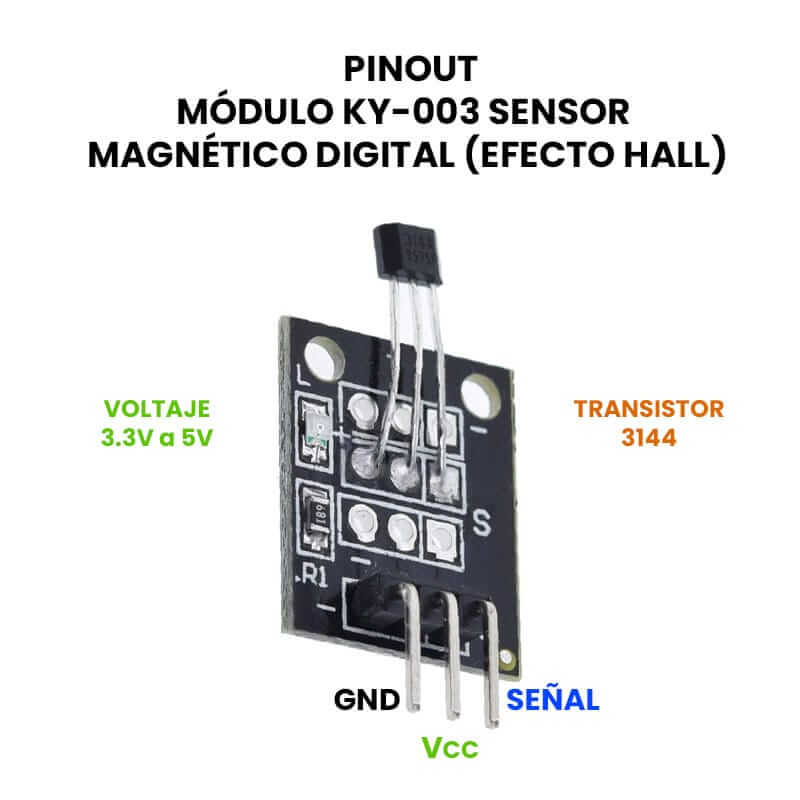 PINOUT
MÓDULO KY-003 SENSOR
MAGNÉTICO DIGITAL (EFECTO HALL)
3144
VOLTAJE
3.3V a 5V
TRANSISTOR
3144
L
+
-
S
R1
-
GND
SEÑAL
Vcc